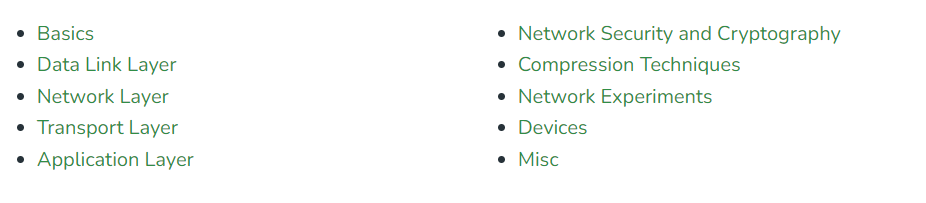 Basics
Data Link Layer
Network Layer
Transport Layer
Application Layer
Network Security and Cryptography
Compression Techniques
Network Experiments
Devices
Misc